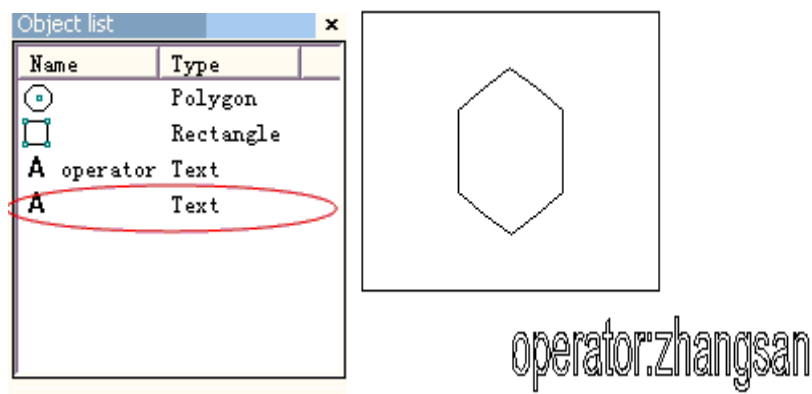 Object list
Name Type
Polygon
Rectangle
A operator Text
A Text
operator:zhangsan